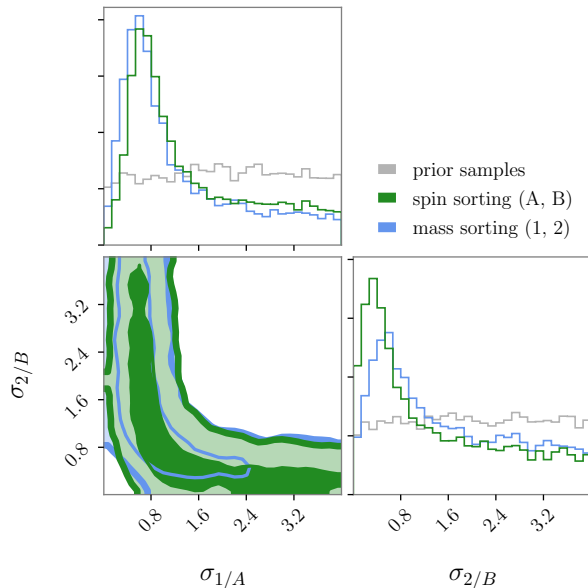 prior samples
spin sorting (A, B)
mass sorting (1, 2)
3.2
2.4
1.6
0.8
σ2/B
0.8 1.6 2.4 3.2
0.8 1.6 2.4 3.2
σ1/A
σ2/B